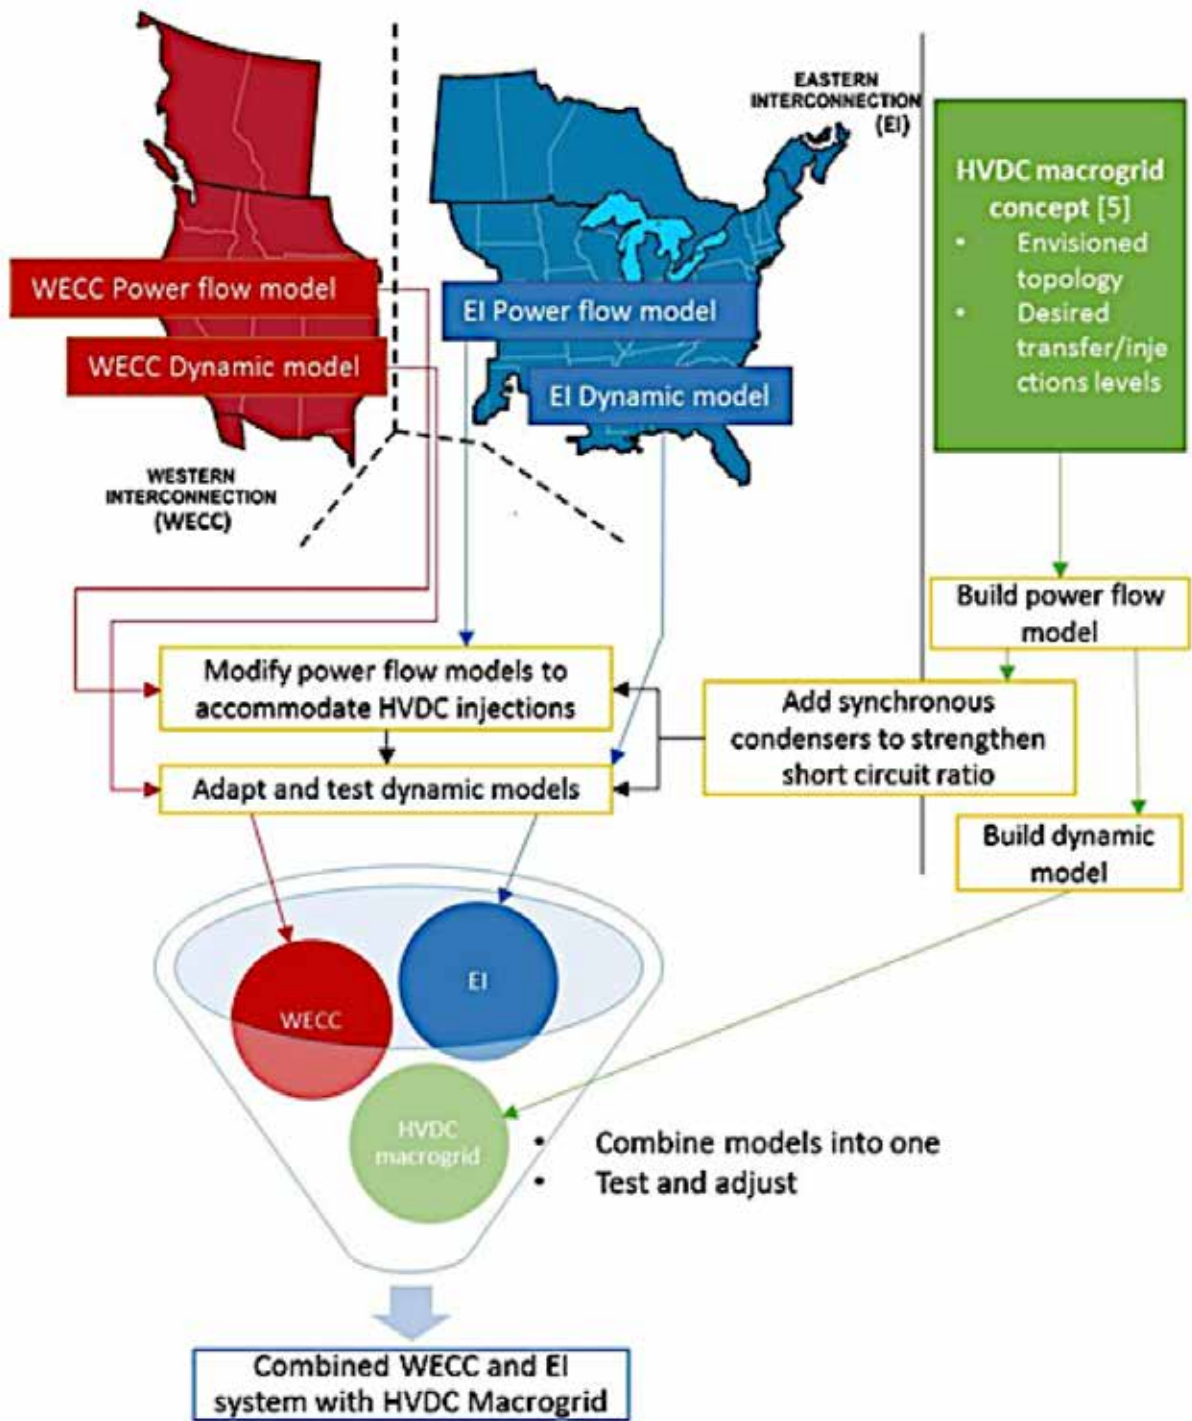 EASTERN
INTERCONNECTION
(EI)
HVDC macrogrid
concept [5]
• Envisioned
topology
• Desired
transfer/inje
ctions levels
WECC Power flow model
EI Power flow model
WECC Dynamic model
EI Dynamic model
WESTERN
INTERCONNECTION
(WECC)
Build power flow
model
Modify power flow models to
accommodate HVDC injections
Add synchronous
condensers to strengthen
short circuit ratio
Adapt and test dynamic models
Build dynamic
model
EI
WECC
HVDC
macrogrid
• Combine models into one
• Test and adjust
Combined WECC and EI
system with HVDC Macrogrid